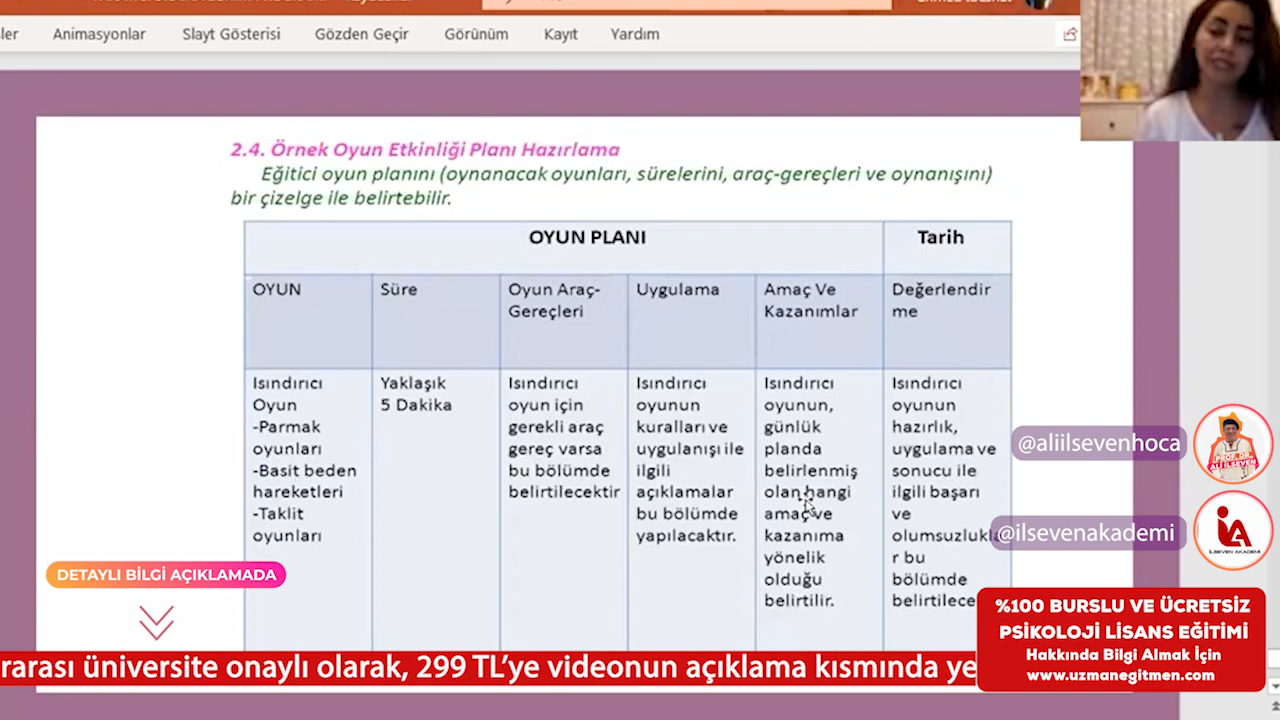 Animasyonlar
Slayt Gösterisi
Gözden Geçir
Görünüm
Kayıt
Yardım
2.4. Örnek Oyun Etkinliği Planı Hazırlama
Eğitici oyun planını (oynanacak oyunları, sürelerini, araç-gereçleri ve oynanışını)
bir çizelge ile belirtebilir.
OYUN PLANI
Tarih
OYUN
Süre
Oyun Araç-
Gereçleri
Uygulama
Amaç Ve
Kazanımlar
Değerlendir
me
Isındırıcı
Oyun
-Parmak
oyunları
-Basit beden
hareketleri
-Taklit
oyunları
Yaklaşık
5 Dakika
Isındırıcı
oyun için
gerekli araç
gereç varsa
bu bölümde
belirtilecektir
Isındırıcı
oyunun
kuralları ve
uygulanışı ile
ilgili
açıklamalar
bu bölümde
yapılacaktır.
Isındırıcı
oyunun,
günlük
planda
belirlenmiş
olan hangi
amaç ve
kazanıma
yönelik
olduğu
belirtilir.
Isındırıcı
oyunun
hazırlık,
uygulama ve
sonucu ile
ilgili başarı
ve
olumsuzlukla
r bu
bölümde
belirtilece
@aliilsevenhoca
PROF. DR.
ALİ İLSEVEN
@ilsevenakademi
İLSEVEN AKADEMİ
DETAYLI BİLGİ AÇIKLAMADA
rarası üniversite onaylı olarak, 299 TL’ye videonun açıklama kısmında ye
%100 BURSLU VE ÜCRETSİZ
PSİKOLOJİ LİSANS EĞİTİMİ
Hakkında Bilgi Almak İçin
www.uzmanegitmen.com